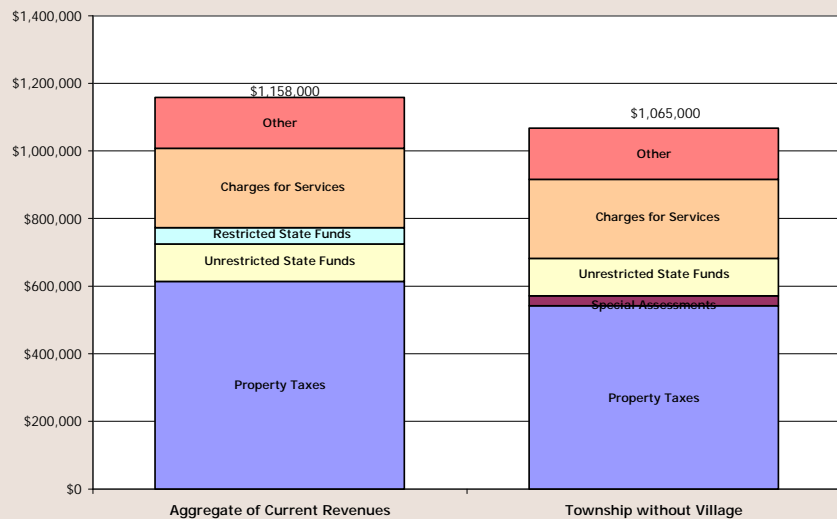 $1,400,000
$1,200,000
$1,000,000
$800,000
$600,000
$400,000
$200,000
$0
$1,158,000
Other
Charges for Services
Restricted State Funds
Unrestricted State Funds
Property Taxes
$1,065,000
Other
Charges for Services
Unrestricted State Funds
Special Assessments
Property Taxes
Aggregate of Current Revenues
Township without Village